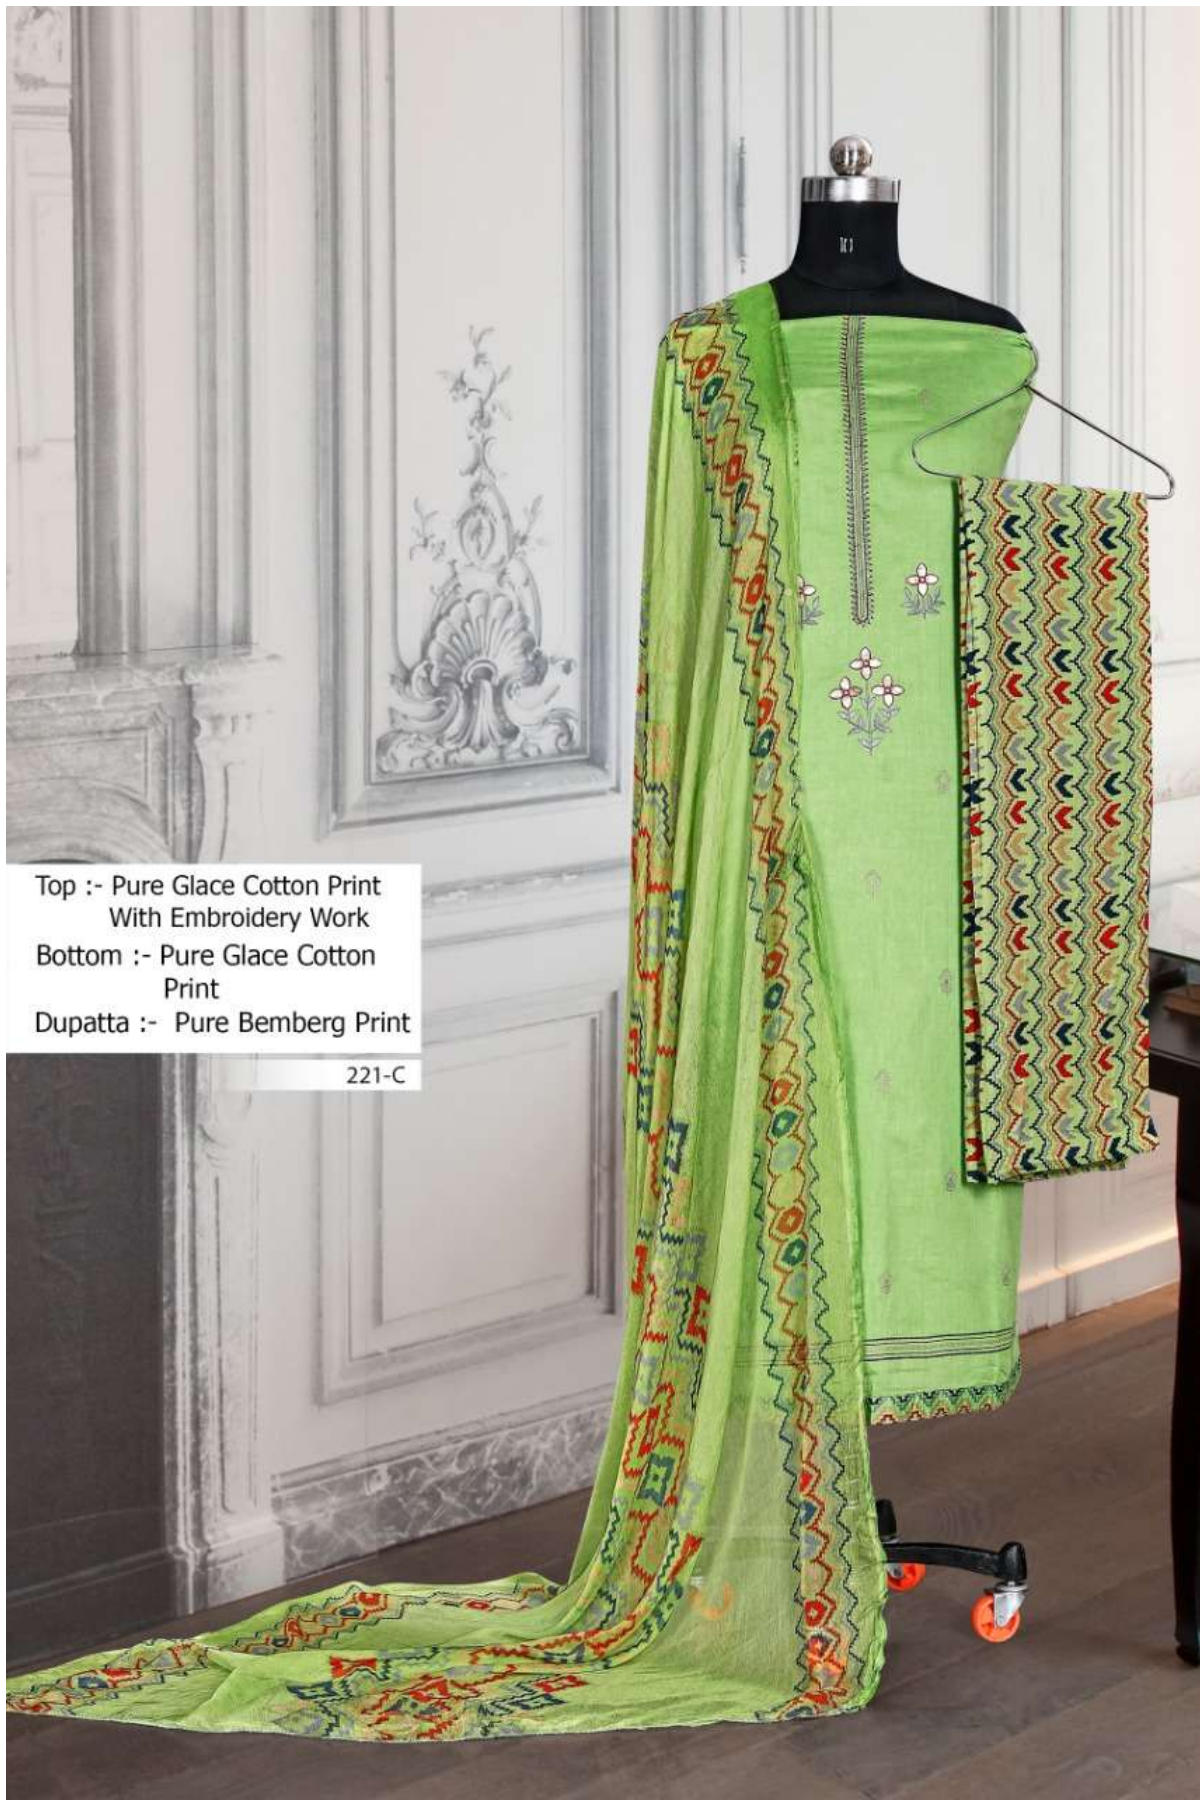 Top :- Pure Glace Cotton Print
With Embroidery Work
Bottom :- Pure Glace Cotton
Print
Dupatta :- Pure Bemberg Print
221-C